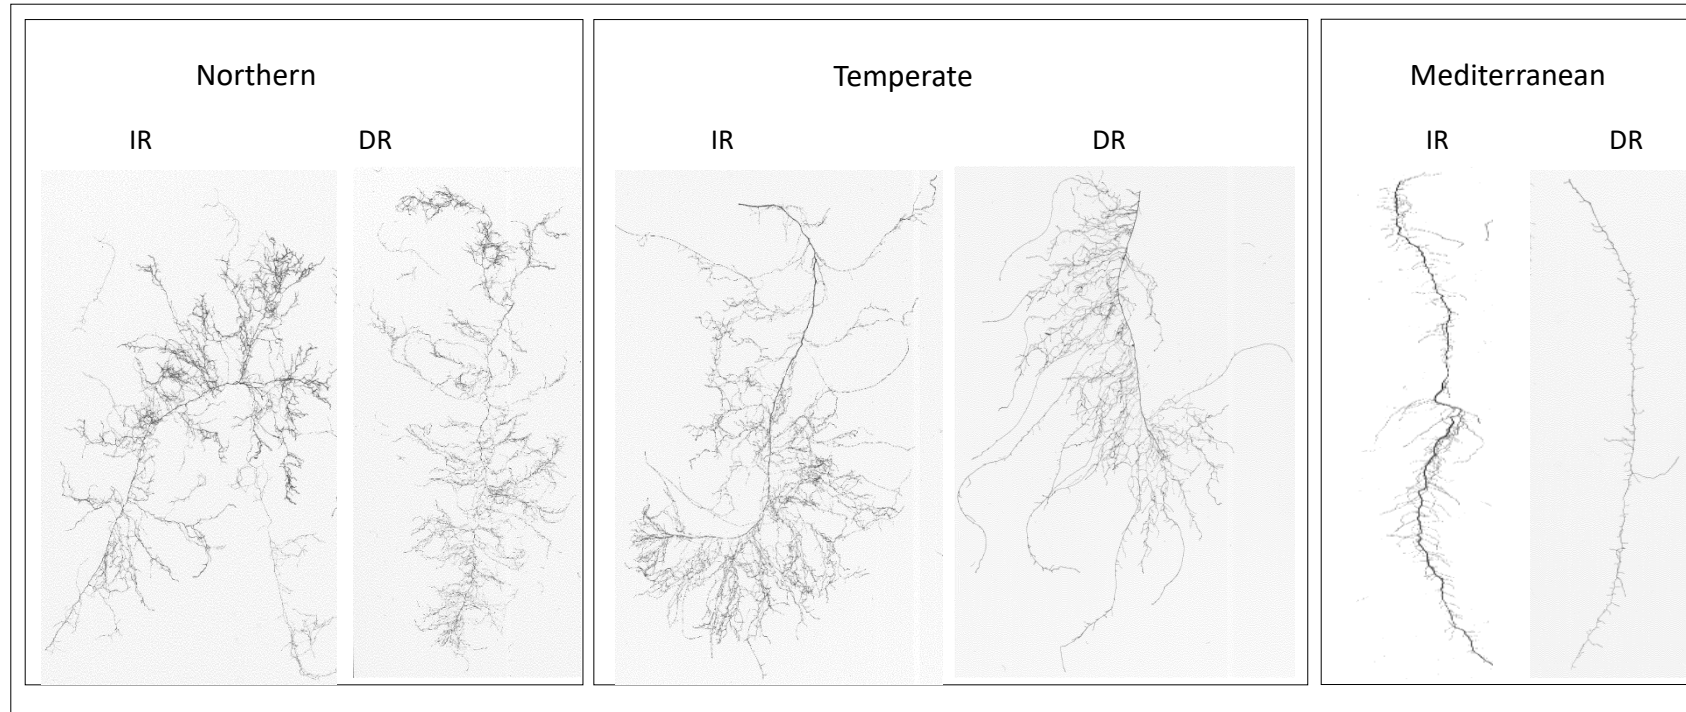 Northern
IR
DR
Temperate
IR
DR
Mediterranean
IR
DR